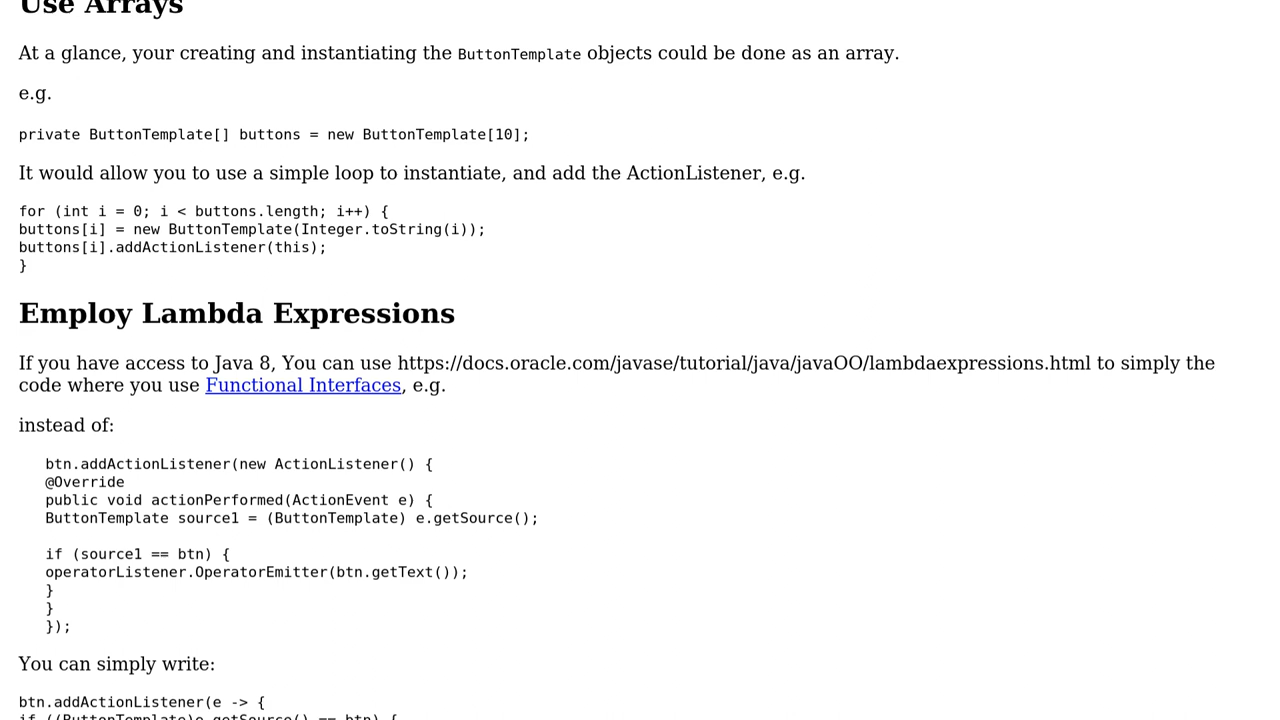 Use Arrays
At a glance, your creating and instantiating the ButtonTemplate objects could be done as an array.
e.g.
private ButtonTemplate[] buttons = new ButtonTemplate[10];
It would allow you to use a simple loop to instantiate, and add the ActionListener, e.g.
for (int i = 0; i < buttons.length; i++) {
buttons[i] = new ButtonTemplate(Integer.toString(i));
buttons[i].addActionListener(this);
}
Employ Lambda Expressions
If you have access to Java 8, You can use https://docs.oracle.com/javase/tutorial/java/javaOO/lambdaexpressions.html to simply the
code where you use Functional Interfaces, e.g.
instead of:
btn.addActionListener(new ActionListener() {
@Override
public void actionPerformed(ActionEvent e) {
ButtonTemplate source1 = (ButtonTemplate) e.getSource();
if (source1 == btn) {
operatorListener.OperatorEmitter(btn.getText());
}
}
});
You can simply write:
btn.addActionListener(e -> {
if ((ButtonTemplate)e.getSource() == btn) {